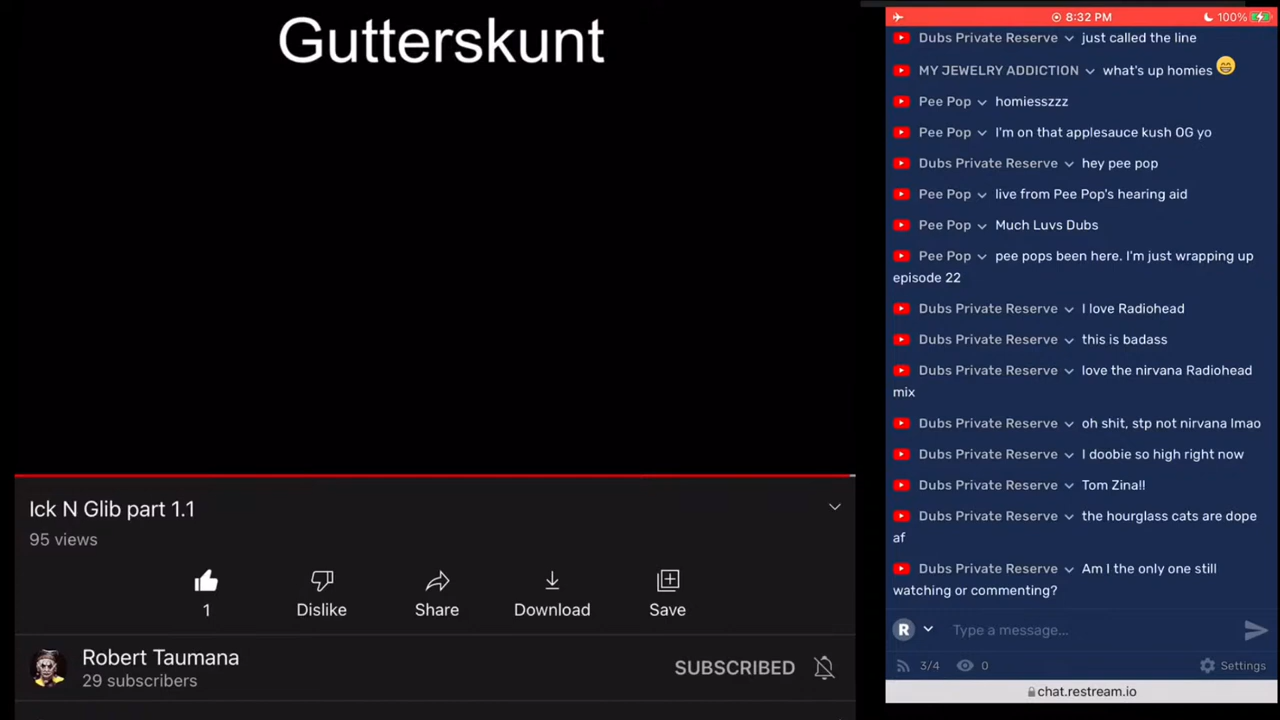 Gutterskunt
Ick N Glib part 1.1
95 views
1
Dislike
Share
Download
Save
Robert Taumana
29 subscribers
SUBSCRIBED
8:32 PM
100%
Dubs Private Reserve just called the line
MY JEWELRY ADDICTION what's up homies 😄
Pee Pop homiesszzz
Pee Pop I'm on that applesauce kush OG yo
Dubs Private Reserve hey pee pop
Pee Pop live from Pee Pop's hearing aid
Pee Pop Much Luvs Dubs
Pee Pop pee pops been here. I'm just wrapping up
episode 22
Dubs Private Reserve I love Radiohead
Dubs Private Reserve this is badass
Dubs Private Reserve love the nirvana Radiohead
mix
Dubs Private Reserve oh shit, stp not nirvana lmao
Dubs Private Reserve I doobie so high right now
Dubs Private Reserve Tom Zina!!
Dubs Private Reserve the hourglass cats are dope
af
Dubs Private Reserve Am I the only one still
watching or commenting?
R Type a message...
3/4 0 Settings
chat.restream.io